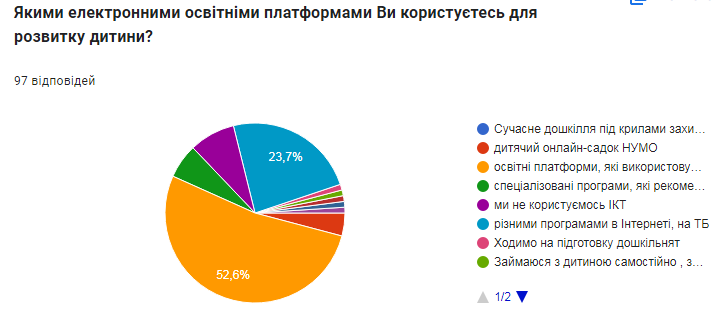 Якими електронними освітніми платформами Ви користуєтесь для
розвитку дитини?
97 відповідей
23,7%
52,6%
Сучасне дошкілля під крилами захи...
дитячий онлайн-садок НУМО
освітні платформи, які використову...
спеціалізовані програми, які рекоме...
ми не користуємось ІКТ
різними програмами в Інтернеті, на ТБ
Ходимо на підготовку дошкільнят
Займаюся з дитиною самостійно , з...
1/2